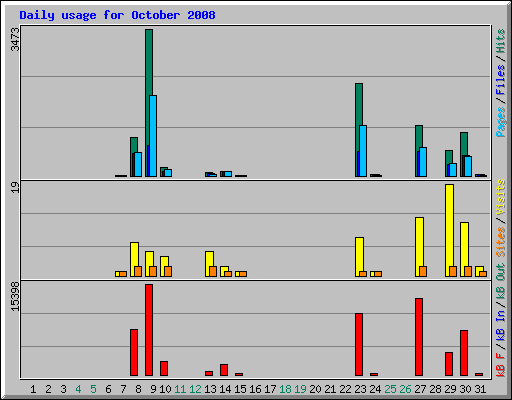 Daily usage for October 2008
3473
19
15398
Pages / Files / Hits
Sites / Visits
kB F / kB In / kB Out
1 2 3 4 5 6 7 8 9 10 11 12 13 14 15 16 17 18 19 20 21 22 23 24 25 26 27 28 29 30 31